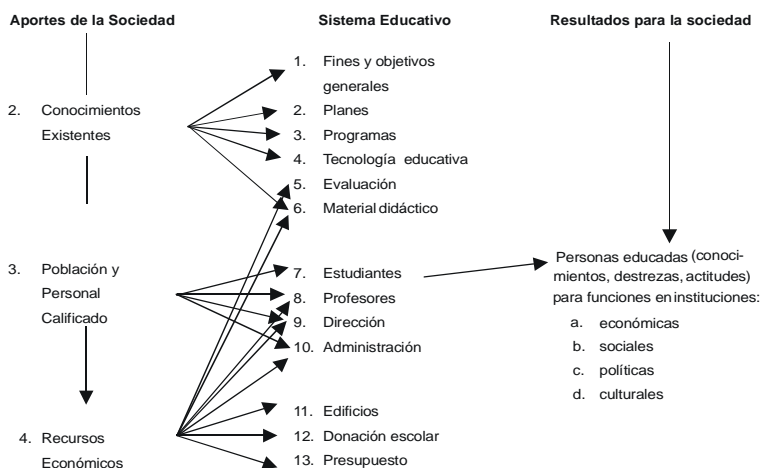 Aportes de la Sociedad
2. Conocimientos
Existentes
3. Población y
Personal
Calificado
4. Recursos
Económicos
Sistema Educativo
1. Fines y objetivos
generales
2. Planes
3. Programas
4. Tecnología educativa
5. Evaluación
6. Material didáctico
7. Estudiantes
8. Profesores
9. Dirección
10. Administración
11. Edificios
12. Donación escolar
13. Presupuesto
Resultados para la sociedad
Personas educadas (conoci-
mientos, destrezas, actitudes)
para funciones en instituciones:
a. económicas
b. sociales
c. políticas
d. culturales